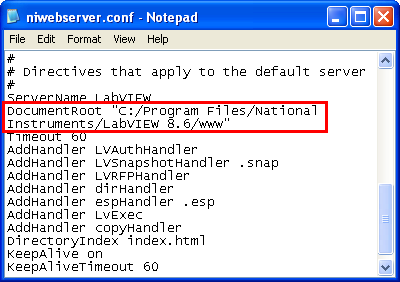 niwebserver.conf - Notepad
File Edit Format View Help
#
# Directives that apply to the default server
#
ServerName LabVIEW
DocumentRoot "C:/Program Files/National
Instruments/LabVIEW 8.6/www"
Timeout 60
AddHandler LVAuthHandler
AddHandler LVSnapshotHandler .snap
AddHandler LVRFPHandler
AddHandler dirHandler
AddHandler espHandler .esp
AddHandler LvExec
AddHandler copyHandler
DirectoryIndex index.html
KeepAlive on
KeepAliveTimeout 60